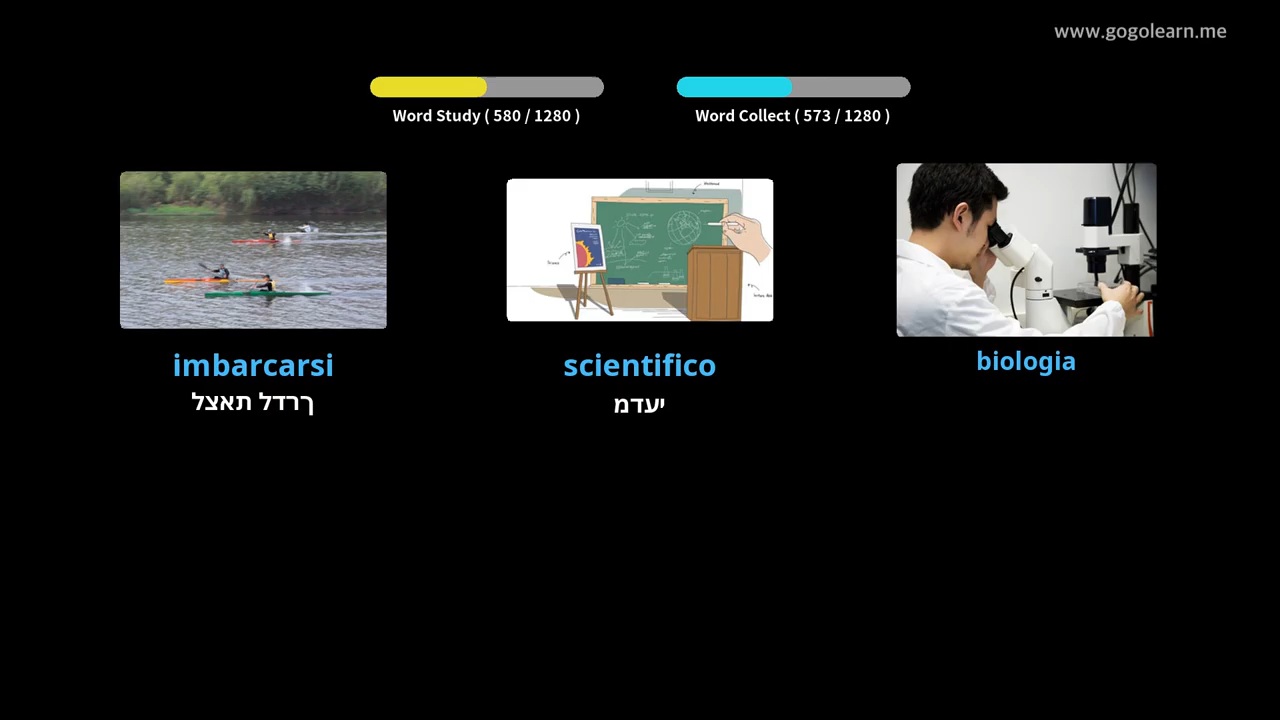 www.gogolearn.me
Word Study ( 580 / 1280 )
Word Collect ( 573 / 1280 )
imbarcarsi
ךרדל תאצל
scientifico
יעדמ
biologia